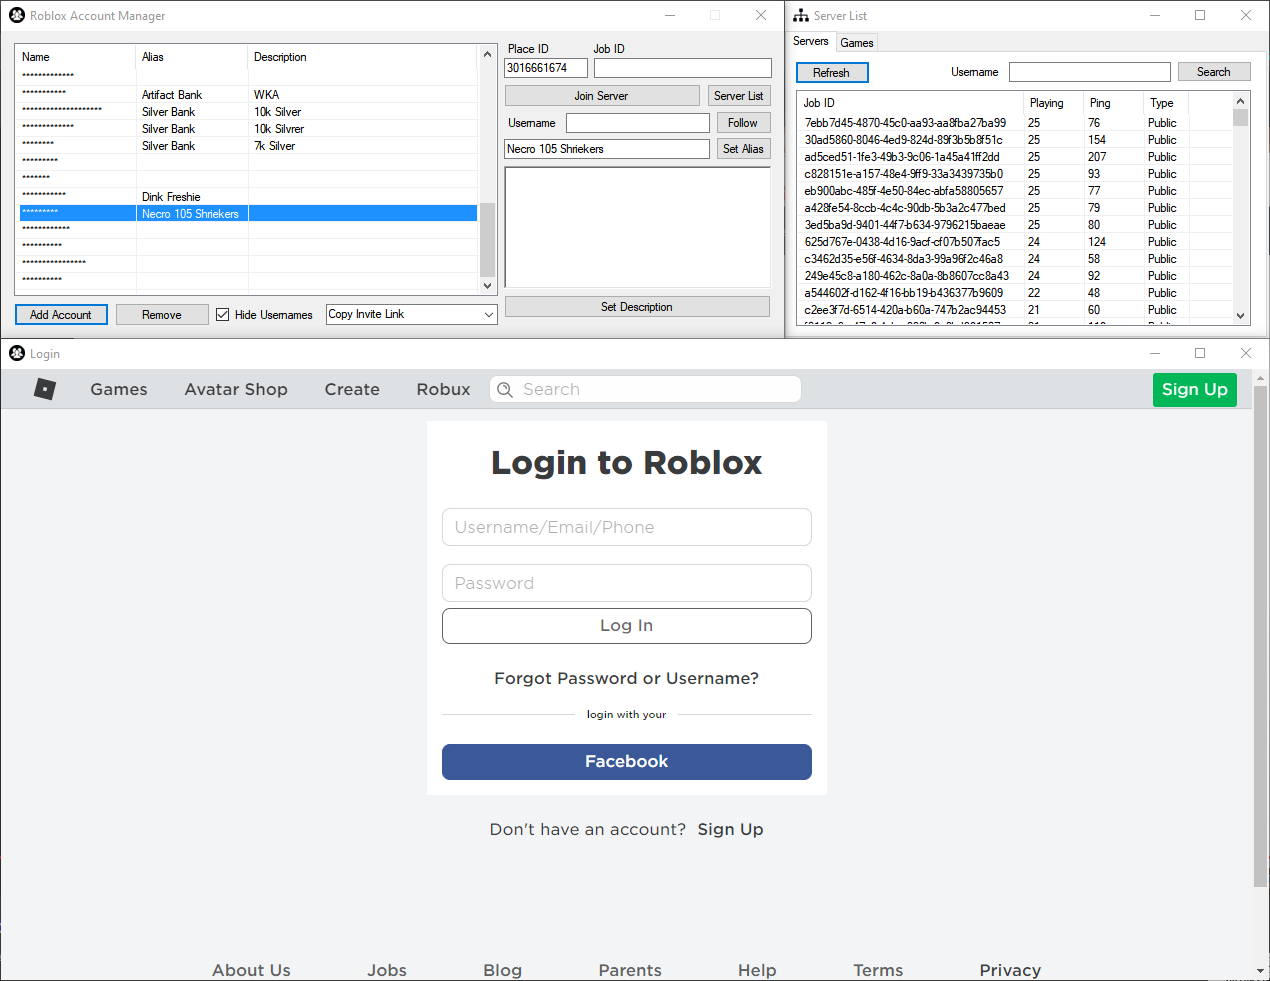 Roblox Account Manager
Name Alias Description
*************
*********** Artifact Bank WKA
******************** Silver Bank 10k Silver
************* Silver Bank 10k Silvrer
******** Silver Bank 7k Silver
*********
*******
*********** Dink Freshie
********* Necro 105 Shriekers
************
**********
****************
**********
Add Account Remove Hide Usernames Copy Invite Link
Place ID Job ID
3016661674
Join Server Server List
Username Follow
Necro 105 Shriekers Set Alias
Set Description
Server List
Servers Games
Refresh Username Search
Job ID Playing Ping Type
7ebb7d45-4870-45c0-aa93-aa8fba27ba99 25 76 Public
30ad5860-8046-4ed9-824d-89f3b5b8f51c 25 154 Public
ad5ced51-1fe3-49b3-9c06-1a45a41ff2dd 25 207 Public
c828151e-a157-48e4-9ff9-33a3439735b0 25 93 Public
eb900abc-485f-4e50-84ec-abfa58805657 25 77 Public
a428fe54-8ccb-4c4c-90db-5b3a2c477bed 25 79 Public
3ed5ba9d-9401-44f7-b634-9796215baeae 25 80 Public
625d767e-0438-4d16-9acf-cf07b507fac5 24 124 Public
c3462d35-e56f-4634-8da3-99a96f2c46a8 24 58 Public
249e45c8-a180-462c-8a0a-8b8607cc8a43 24 92 Public
a544602f-d162-4f16-bb19-b436377b9609 22 48 Public
c2ee3f7d-6514-420a-b60a-747b2ac94453 21 60 Public
Login
Games Avatar Shop Create Robux Search Sign Up
Login to Roblox
Username/Email/Phone
Password
Log In
Forgot Password or Username?
login with your
Facebook
Don't have an account? Sign Up
About Us Jobs Blog Parents Help Terms Privacy